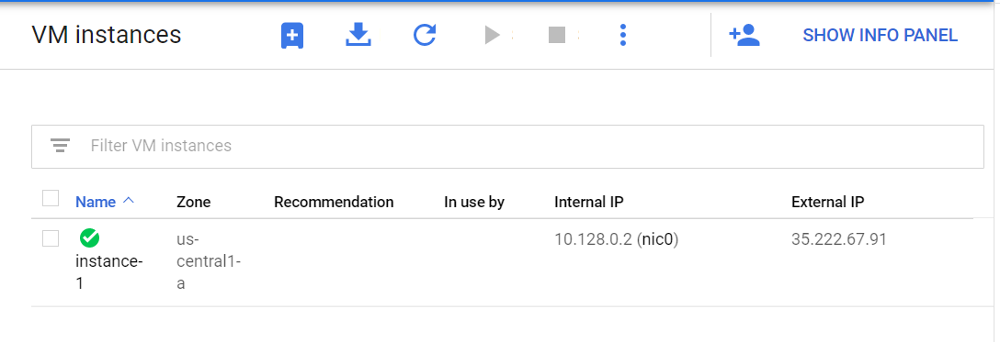 VM instances
SHOW INFO PANEL
Filter VM instances
Name Zone Recommendation In use by Internal IP External IP
instance-
1
us-
central1-
a
10.128.0.2 (nic0)
35.222.67.91